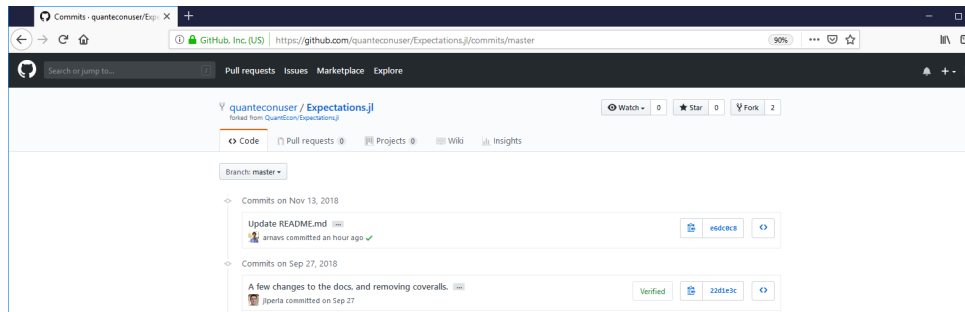 Commits · quanteconuser/Exp
GitHub, Inc. (US) https://github.com/quanteconuser/Expectations.jl/commits/master 90%
Search or jump to... / Pull requests Issues Marketplace Explore
quanteconuser / Expectations.jl Watch 0 Star 0 Fork 2
forked from QuantEcon/Expectations.jl
Code Pull requests 0 Projects 0 Wiki Insights
Branch: master
Commits on Nov 13, 2018
Update README.md e6dc0c8
arnavs committed an hour ago
Commits on Sep 27, 2018
A few changes to the docs, and removing coveralls. Verified 22d1e3c
jlperla committed on Sep 27